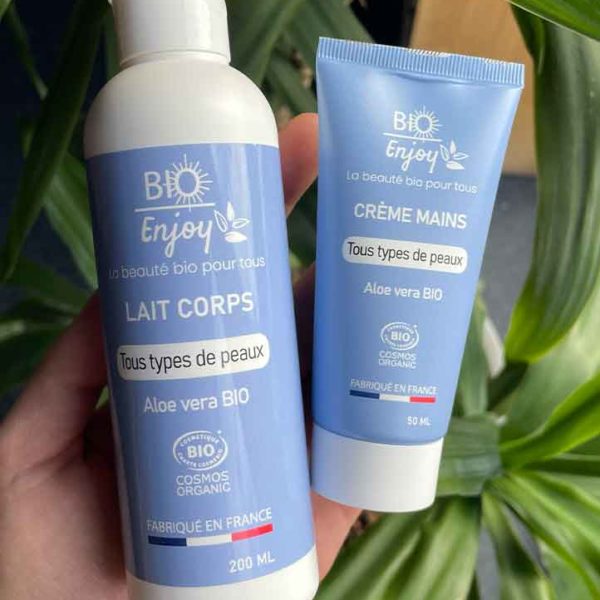 BIO
Enjoy
La beauté bio pour tous
LAIT CORPS
Tous types de peaux
Aloe vera BIO
COSMÉTIQUE
BIO
CHARTE COSMEBIO
COSMOS
ORGANIC
FABRIQUÉ EN FRANCE
200 ML
BIO
Enjoy
La beauté bio pour tous
CRÈME MAINS
Tous types de peaux
Aloe vera BIO
BIO
COSMOS
ORGANIC
FABRIQUÉ EN FRANCE
50 ML